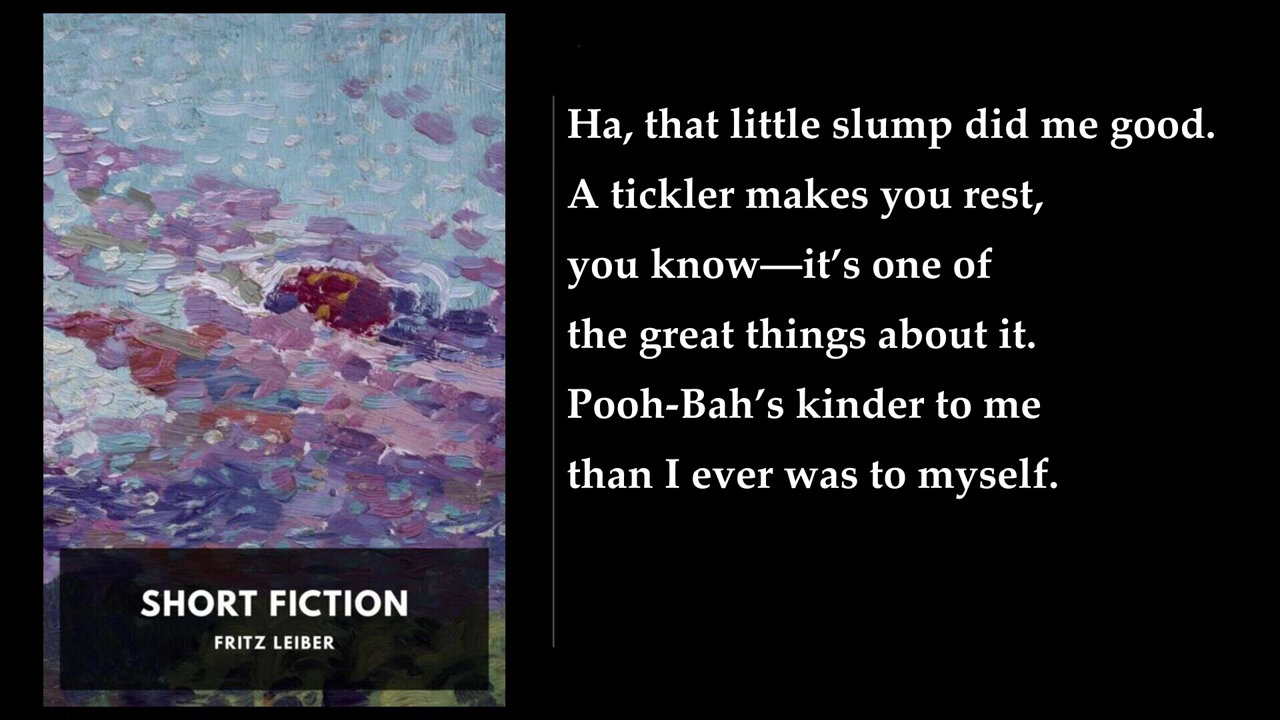 SHORT FICTION
FRITZ LEIBER
Ha, that little slump did me good.
A tickler makes you rest,
you know—it’s one of
the great things about it.
Pooh-Bah’s kinder to me
than I ever was to myself.